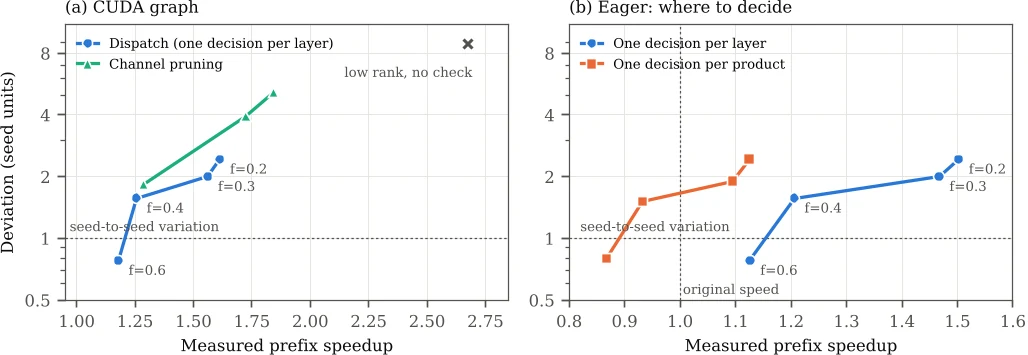 (a) CUDA graph
Dispatch (one decision per layer)
Channel pruning
low rank, no check
f=0.2
f=0.3
f=0.4
seed-to-seed variation
f=0.6
Deviation (seed units)
8
4
2
1
0.5
1.00 1.25 1.50 1.75 2.00 2.25 2.50 2.75
Measured prefix speedup
(b) Eager: where to decide
One decision per layer
One decision per product
f=0.2
f=0.3
f=0.4
seed-to-seed variation
f=0.6
original speed
8
4
2
1
0.5
0.8 0.9 1.0 1.1 1.2 1.3 1.4 1.5 1.6
Measured prefix speedup